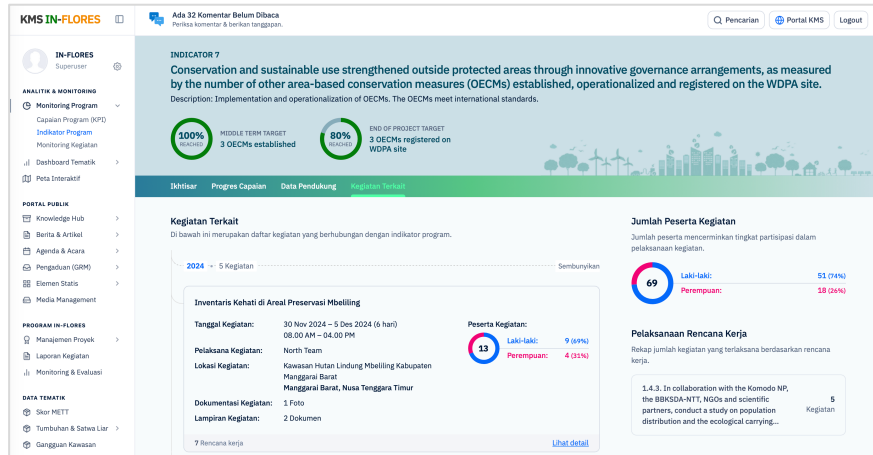 KMS IN-FLORES
Ada 32 Komentar Belum Dibaca
Periksa komentar & berikan tanggapan.
Pencarian
Portal KMS
Logout
IN-FLORES
Superuser
ANALITIK & MONITORING
Monitoring Program
Capaian Program (KPI)
Indikator Program
Monitoring Kegiatan
Dashboard Tematik
Peta Interaktif
PORTAL PUBLIK
Knowledge Hub
Berita & Artikel
Agenda & Acara
Pengaduan (GRM)
Elemen Statis
Media Management
PROGRAM IN-FLORES
Manajemen Proyek
Laporan Kegiatan
Monitoring & Evaluasi
DATA TEMATIK
Skor METT
Tumbuhan & Satwa Liar
Gangguan Kawasan
INDICATOR 7
Conservation and sustainable use strengthened outside protected areas through innovative governance arrangements, as measured
by the number of other area-based conservation measures (OECMs) established, operationalized and registered on the WDPA site.
Description: Implementation and operationalization of OECMs. The OECMs meet international standards.
100%
REACHED
MIDDLE TERM TARGET
3 OECMs established
80%
REACHED
END OF PROJECT TARGET
3 OECMs registered on
WDPA site
Ikhtisar
Progres Capaian
Data Pendukung
Kegiatan Terkait
Kegiatan Terkait
Di bawah ini merupakan daftar kegiatan yang berhubungan dengan indikator program.
2024 • 5 Kegiatan
Sembunyikan
Inventaris Kehati di Areal Preservasi Mbeliling
Tanggal Kegiatan: 30 Nov 2024 – 5 Des 2024 (6 hari)
08.00 AM – 04.00 PM
Pelaksana Kegiatan: North Team
Lokasi Kegiatan: Kawasan Hutan Lindung Mbeliling Kabupaten
Manggarai Barat
Manggarai Barat, Nusa Tenggara Timur
Dokumentasi Kegiatan: 1 Foto
Lampiran Kegiatan: 2 Dokumen
Peserta Kegiatan:
13
Laki-laki: 9 (69%)
Perempuan: 4 (31%)
7 Rencana kerja
Lihat detail
Jumlah Peserta Kegiatan
Jumlah peserta mencerminkan tingkat partisipasi dalam
pelaksanaan kegiatan.
69
Laki-laki: 51 (74%)
Perempuan: 18 (26%)
Pelaksanaan Rencana Kerja
Rekap jumlah kegiatan yang terlaksana berdasarkan rencana
kerja.
1.4.3. In collaboration with the Komodo NP,
the BBKSDA-NTT, NGOs and scientific
partners, conduct a study on population
distribution and the ecological carrying...
5
Kegiatan